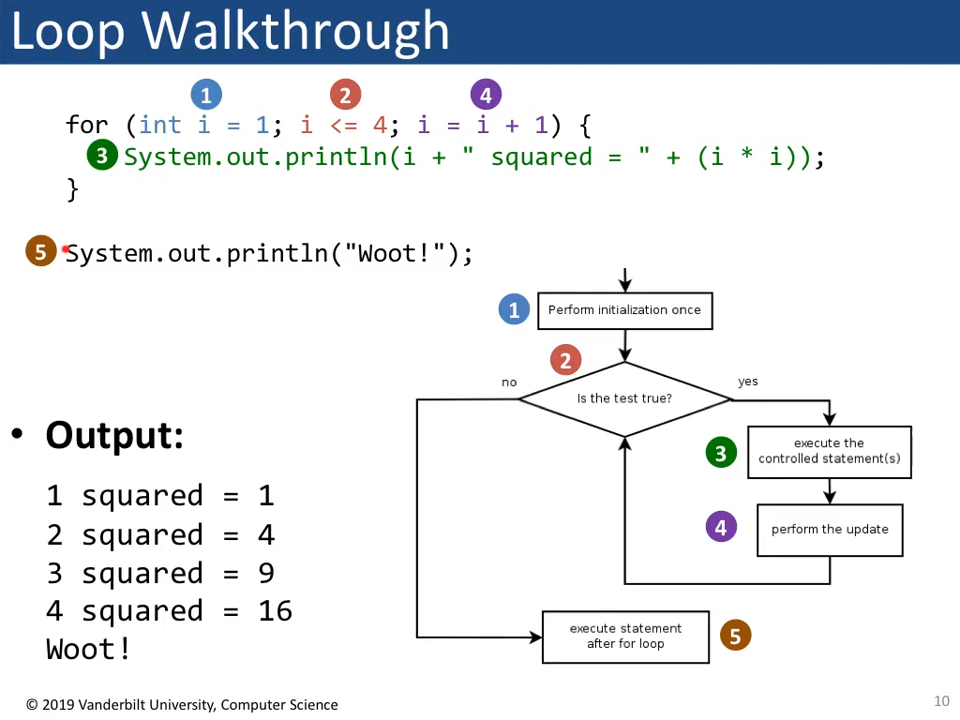 Loop Walkthrough
1 2 4
for (int i = 1; i <= 4; i = i + 1) {
3 System.out.println(i + " squared = " + (i * i));
}
5 System.out.println("Woot!");
1 Perform initialization once
2
no
yes
Is the test true?
3 execute the
controlled statement(s)
4 perform the update
execute statement
after for loop
5
• Output:
1 squared = 1
2 squared = 4
3 squared = 9
4 squared = 16
Woot!
© 2019 Vanderbilt University, Computer Science
10